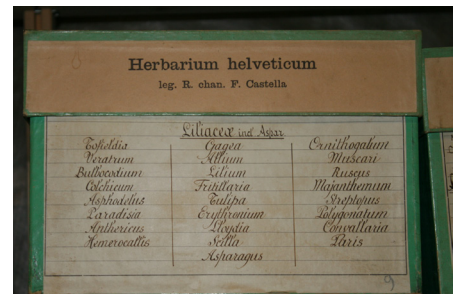 Herbarium helveticum
leg. R. chan. F. Castella
Liliaceæ incl Aspar
Tofieldia Gagea Ornithogalum
Veratrum Allium Muscari
Bulbocodium Lilium Ruscus
Colchicum Fritillaria Majanthemum
Asphodelus Tulipa Streptopus
Paradisia Erythronium Polygonatum
Anthericus Lloydia Convallaria
Hemerocallis Scilla Paris
Asparagus
9